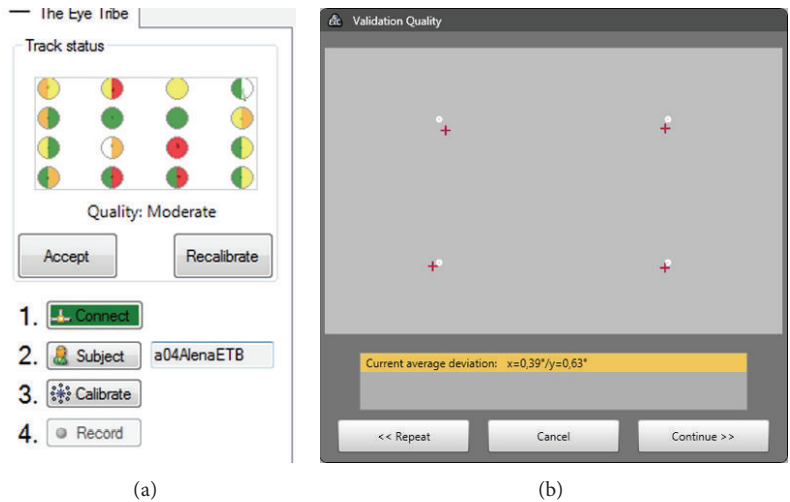 The Eye Tribe
Track status
Quality: Moderate
Accept Recalibrate
1. Connect
2. Subject a04AlenaETB
3. Calibrate
4. Record
(a)
Validation Quality
Current average deviation: x=0,39°/y=0,63°
<< Repeat Cancel Continue >>
(b)